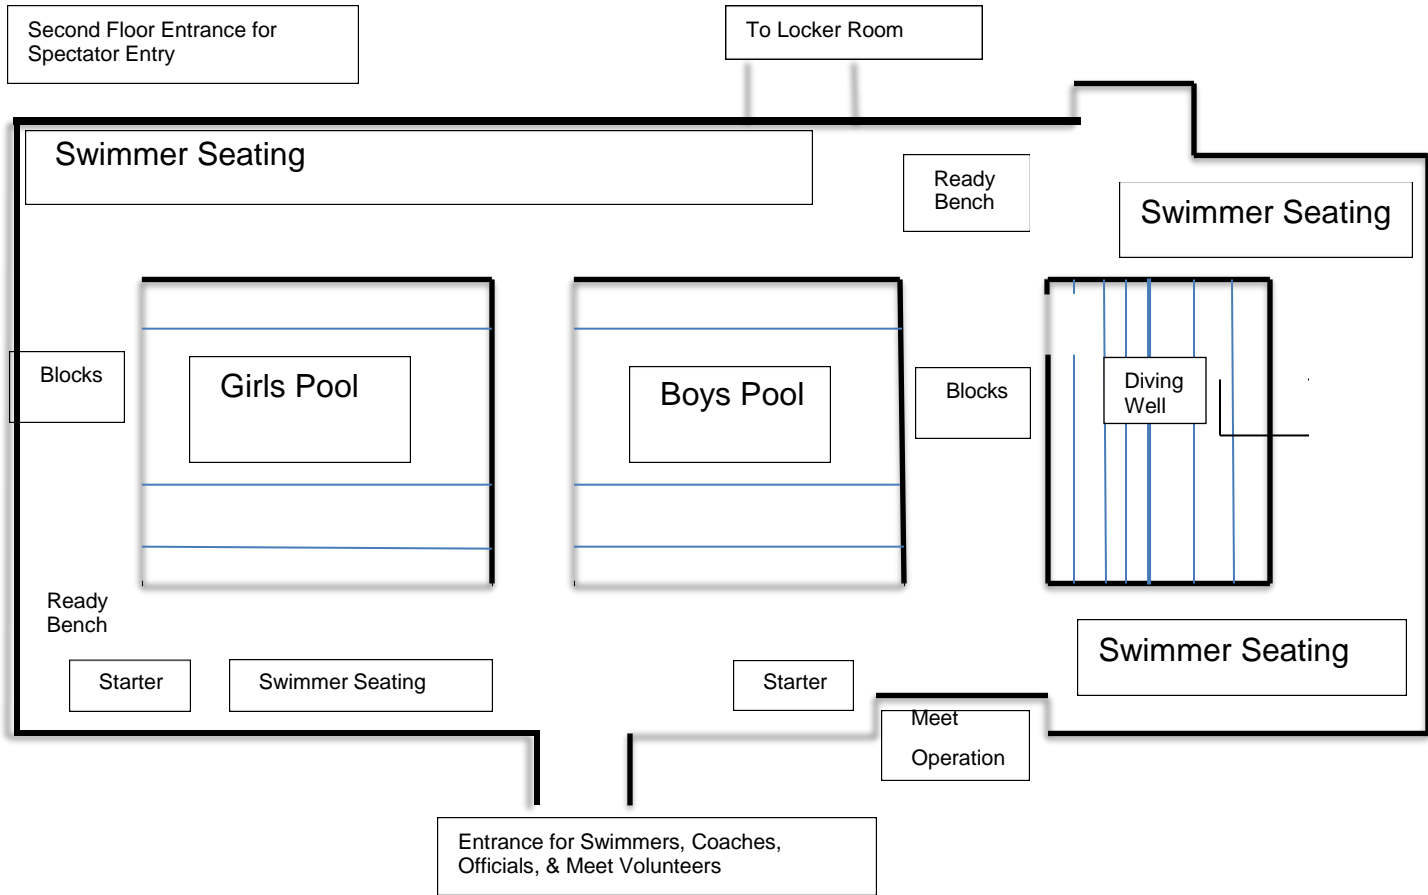 Second Floor Entrance for
Spectator Entry
To Locker Room
Swimmer Seating
Ready
Bench
Swimmer Seating
Blocks
Girls Pool
Boys Pool
Blocks
Diving
Well
Ready
Bench
Starter
Swimmer Seating
Starter
Swimmer Seating
Meet
Operation
Entrance for Swimmers, Coaches,
Officials, & Meet Volunteers